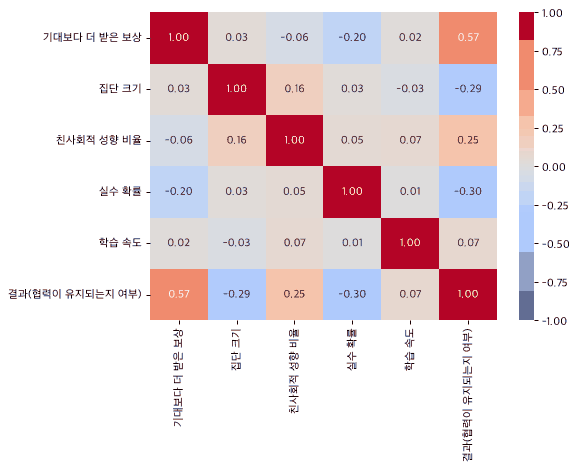 기대보다 더 받은 보상 1.00 0.03 -0.06 -0.20 0.02 0.57
집단 크기 0.03 1.00 0.16 0.03 -0.03 -0.29
친사회적 성향 비율 -0.06 0.16 1.00 0.05 0.07 0.25
실수 확률 -0.20 0.03 0.05 1.00 0.01 -0.30
학습 속도 0.02 -0.03 0.07 0.01 1.00 0.07
결과(협력이 유지되는지 여부) 0.57 -0.29 0.25 -0.30 0.07 1.00
기대보다 더 받은 보상
집단 크기
친사회적 성향 비율
실수 확률
학습 속도
결과(협력이 유지되는지 여부)
1.00
0.75
0.50
0.25
0.00
-0.25
-0.50
-0.75
-1.00